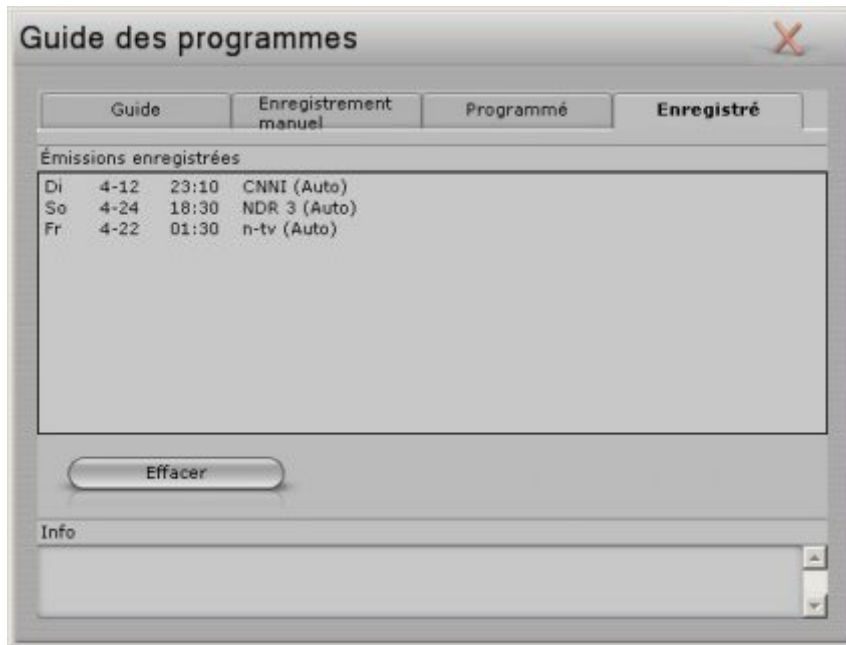 Guide des programmes
Guide
Enregistrement
manuel
Programmé
Enregistré
Émissions enregistrées
Di 4-12 23:10 CNNI (Auto)
So 4-24 18:30 NDR 3 (Auto)
Fr 4-22 01:30 n-tv (Auto)
Effacer
Info